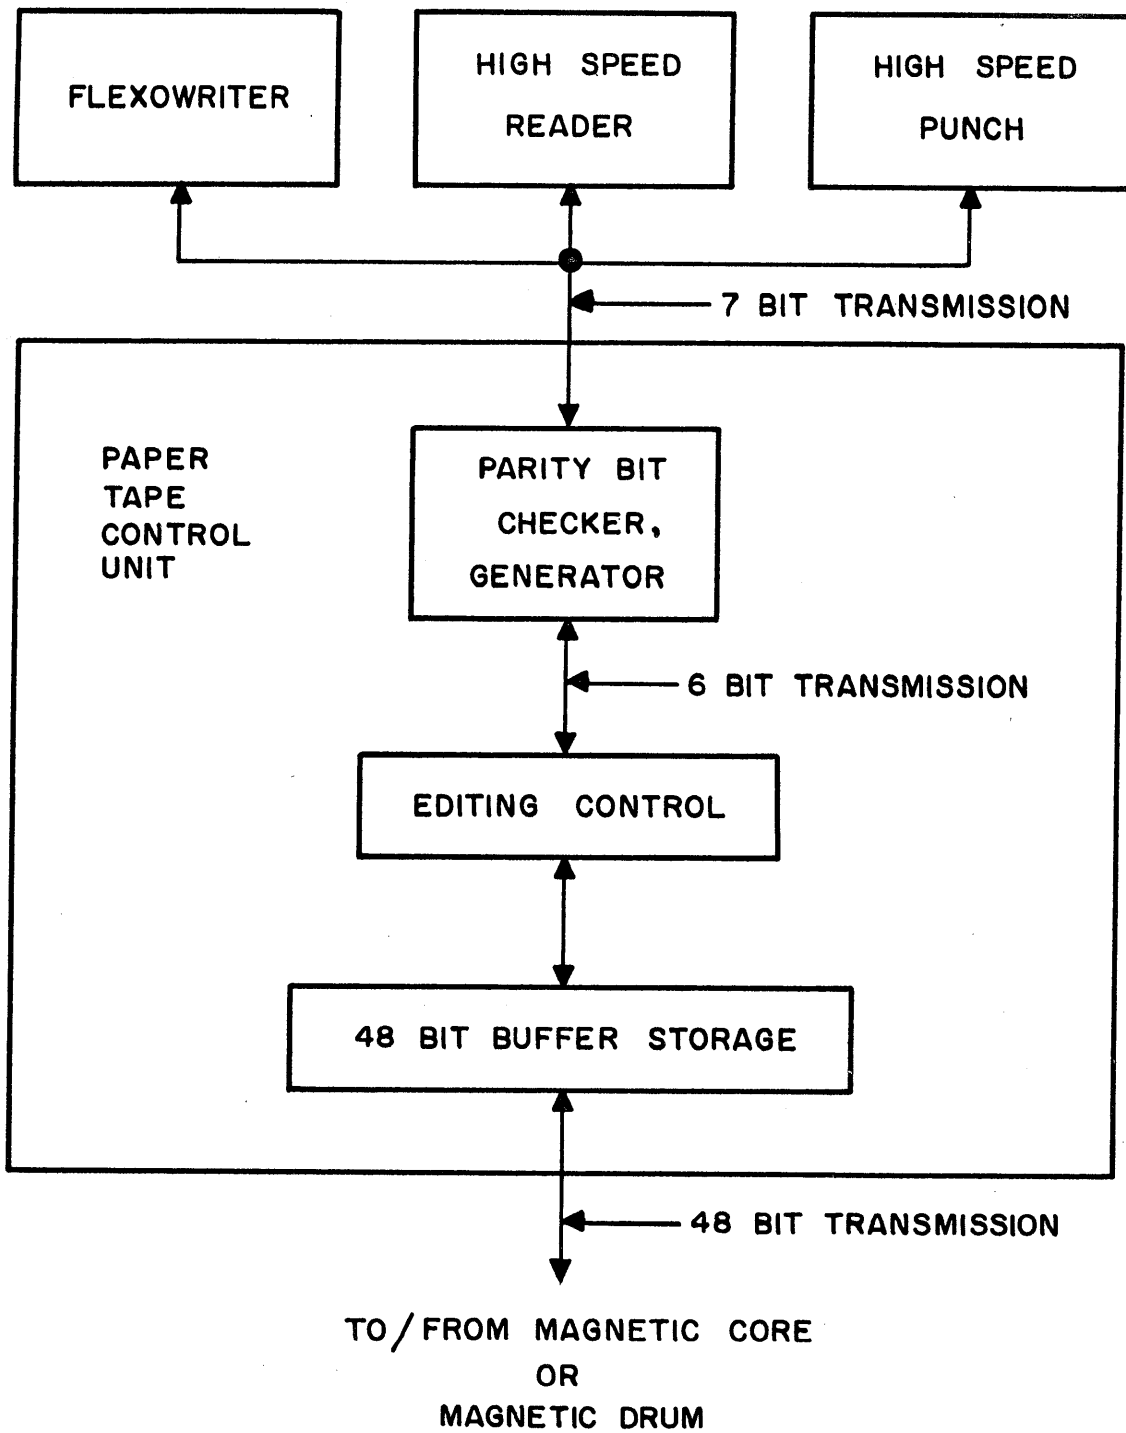 FLEXOWRITER
HIGH SPEED
READER
HIGH SPEED
PUNCH
7 BIT TRANSMISSION
PAPER
TAPE
CONTROL
UNIT
PARITY BIT
CHECKER,
GENERATOR
6 BIT TRANSMISSION
EDITING CONTROL
48 BIT BUFFER STORAGE
48 BIT TRANSMISSION
TO/FROM MAGNETIC CORE
OR
MAGNETIC DRUM